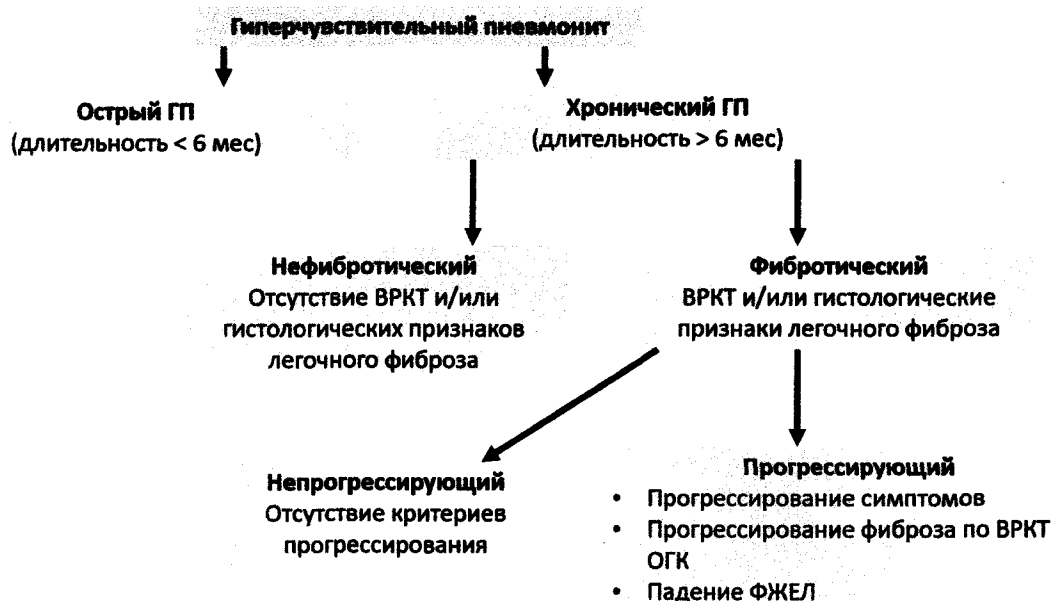 Гиперчувствительный пневмонит
Острый ГП
(длительность < 6 мес)
Хронический ГП
(длительность > 6 мес)
Нефибротический
Отсутствие ВРКТ и/или
гистологических признаков
легочного фиброза
Фибротический
ВРКТ и/или гистологические
признаки легочного фиброза
Непрогрессирующий
Отсутствие критериев
прогрессирования
Прогрессирующий
• Прогрессирование симптомов
• Прогрессирование фиброза по ВРКТ
ОГК
• Падение ФЖЕЛ